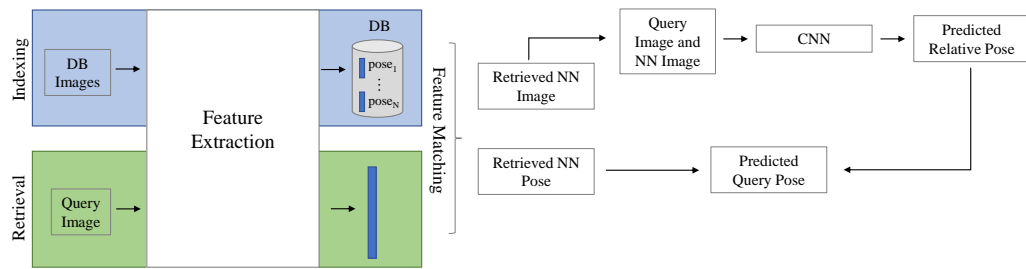 Indexing
DB
Images
Feature
Extraction
DB
pose1
⋮
poseN
Retrieval
Query
Image
Feature Matching
Retrieved NN
Image
Query
Image and
NN Image
CNN
Predicted
Relative Pose
Retrieved NN
Pose
Predicted
Query Pose